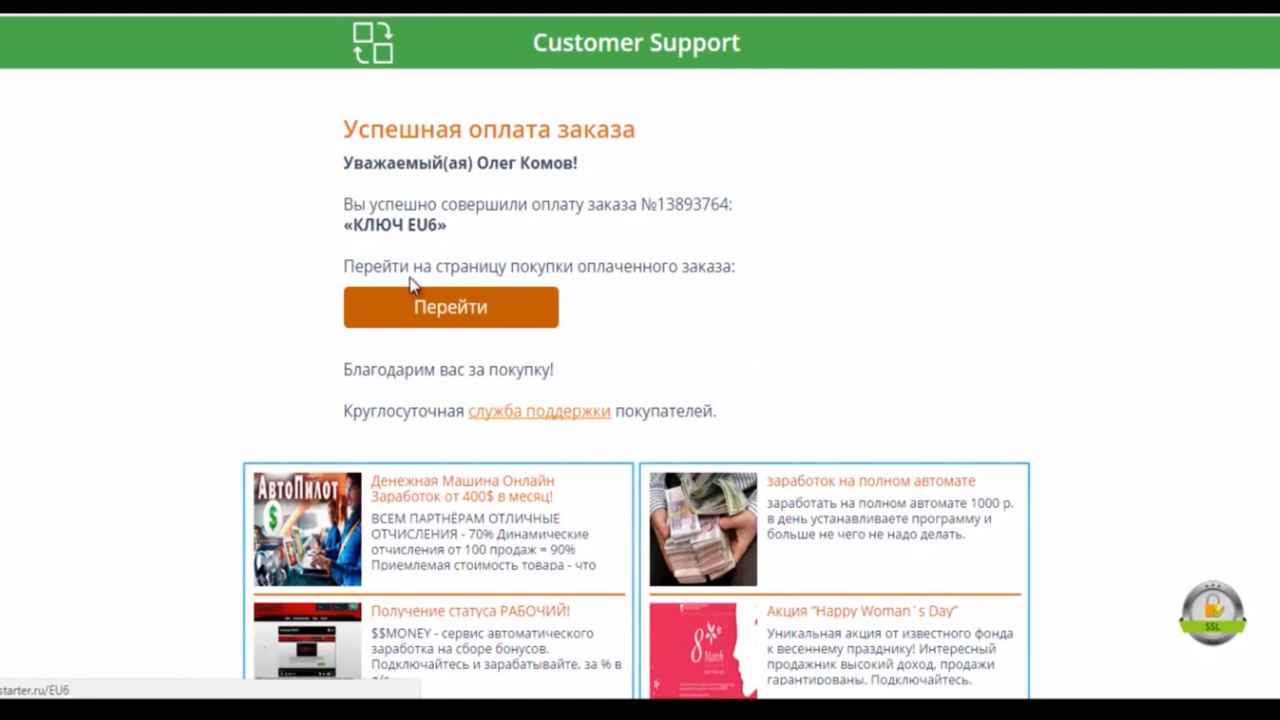 Customer Support
Успешная оплата заказа
Уважаемый(ая) Олег Комов!
Вы успешно совершили оплату заказа №13893764:
«КЛЮЧ EU6»
Перейти на страницу покупки оплаченного заказа:
Перейти
Благодарим вас за покупку!
Круглосуточная служба поддержки покупателей.
АвтоПилот
Денежная Машина Онлайн
Заработок от 400$ в месяц!
ВСЕМ ПАРТНЁРАМ ОТЛИЧНЫЕ
ОТЧИСЛЕНИЯ - 70% Динамические
отчисления от 100 продаж = 90%
Приемлемая стоимость товара - что
заработок на полном автомате
заработать на полном автомате 1000 р.
в день устанавливаете программу и
больше не чего не надо делать.
Получение статуса РАБОЧИЙ!
$$MONEY - сервис автоматического
заработка на сборе бонусов.
Подключайтесь и зарабатывайте, за % в
Акция “Happy Woman`s Day”
Уникальная акция от известного фонда
к весеннему празднику! Интересный
продажник высокий доход, продажи
гарантированы. Подключайтесь.
8 March
SSL
starter.ru/EU6